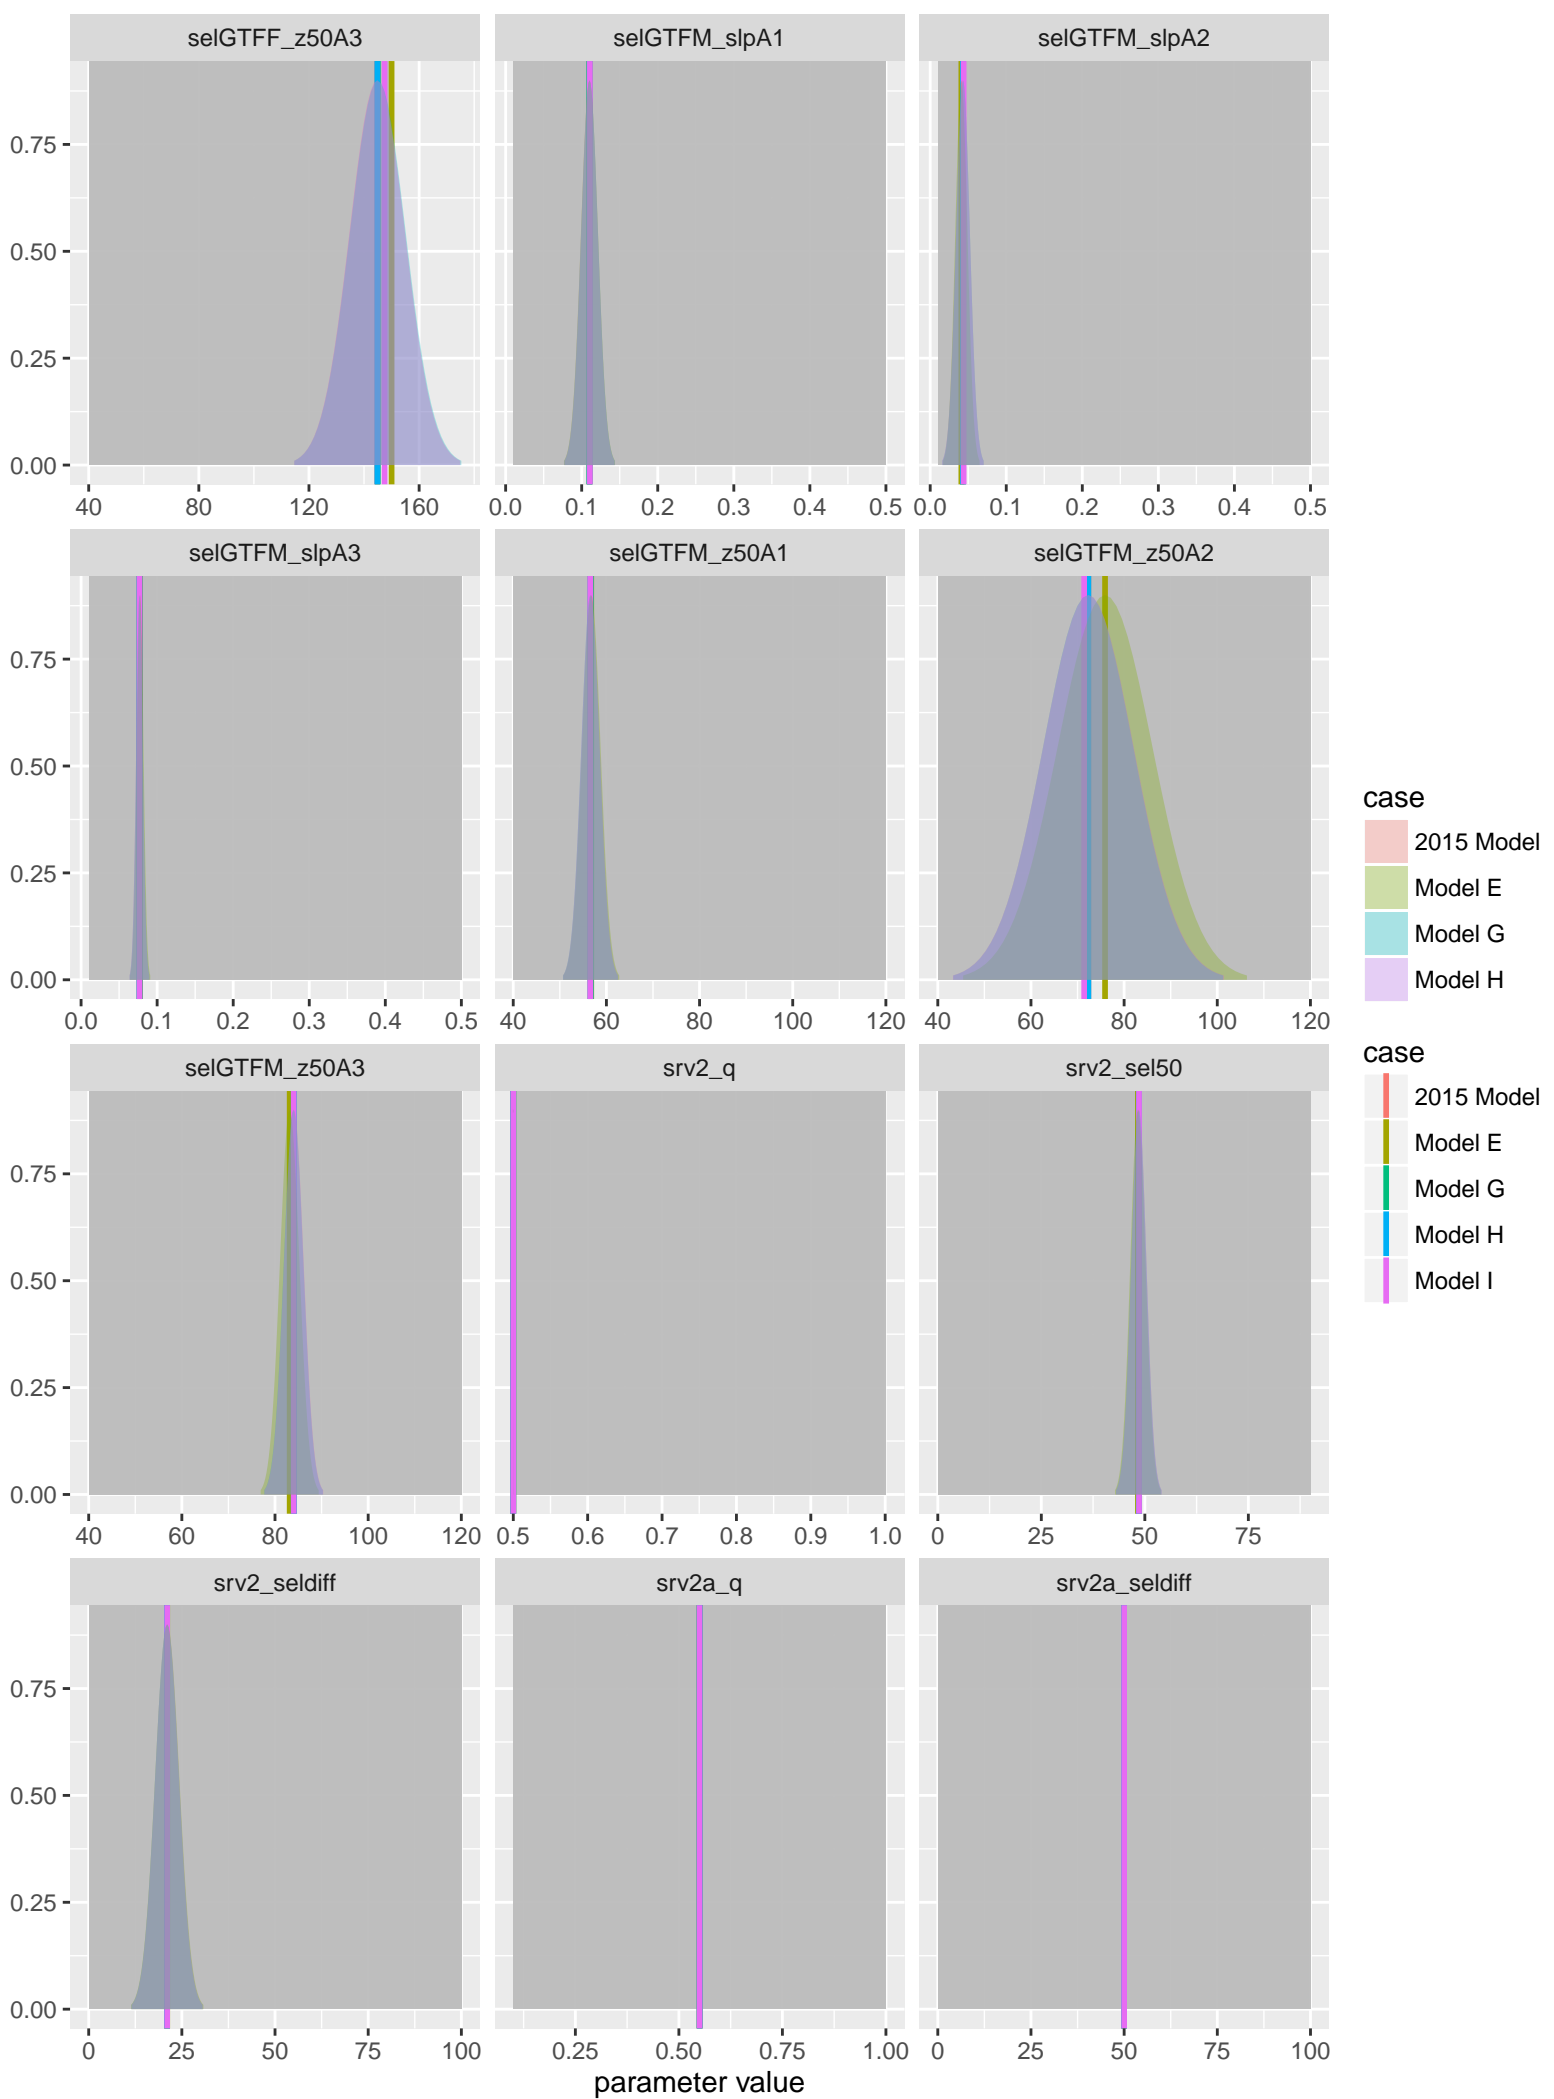 selGTFF_z50A3 selGTFM_slpA1 selGTFM_slpA2
0.75
0.50
0.25
0.00
40 80 120 160 0.0 0.1 0.2 0.3 0.4 0.5 0.0 0.1 0.2 0.3 0.4 0.5
selGTFM_slpA3 selGTFM_z50A1 selGTFM_z50A2
0.75
0.50
0.25
0.00
0.0 0.1 0.2 0.3 0.4 0.5 40 60 80 100 120 40 60 80 100 120
selGTFM_z50A3 srv2_q srv2_sel50
0.75
0.50
0.25
0.00
40 60 80 100 120 0.5 0.6 0.7 0.8 0.9 1.0 0 25 50 75
srv2_seldiff srv2a_q srv2a_seldiff
0.75
0.50
0.25
0.00
0 25 50 75 100 0.25 0.50 0.75 1.00 0 25 50 75 100
parameter value
case
2015 Model
Model E
Model G
Model H
case
2015 Model
Model E
Model G
Model H
Model I